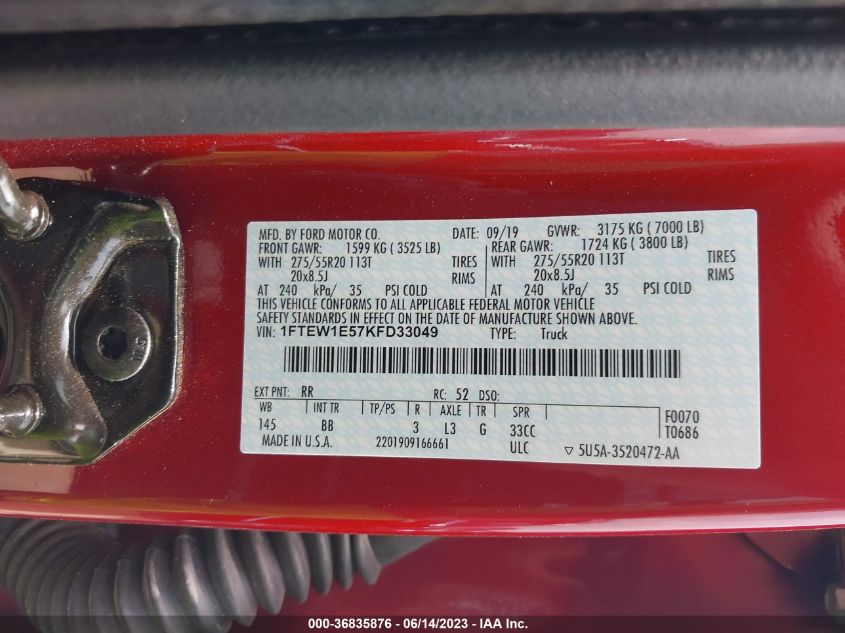 MFD. BY FORD MOTOR CO. DATE: 09/19 GVWR: 3175 KG ( 7000 LB)
FRONT GAWR: 1599 KG ( 3525 LB) REAR GAWR: 1724 KG ( 3800 LB)
WITH 275/55R20 113T TIRES WITH 275/55R20 113T TIRES
20x8.5J RIMS 20x8.5J RIMS
AT 240 kPa/ 35 PSI COLD AT 240 kPa/ 35 PSI COLD
THIS VEHICLE CONFORMS TO ALL APPLICABLE FEDERAL MOTOR VEHICLE
SAFETY STANDARDS IN EFFECT ON THE DATE OF MANUFACTURE SHOWN ABOVE.
VIN: 1FTEW1E57KFD33049 TYPE: Truck
EXT PNT: RR RC: 52 DSO:
WB INT TR TP/PS R AXLE TR SPR F0070
145 BB 3 L3 G 33CC T0686
MADE IN U.S.A. 2201909166661 ULC ▽ 5U5A-3520472-AA
000-36835876 - 06/14/2023 - IAA Inc.